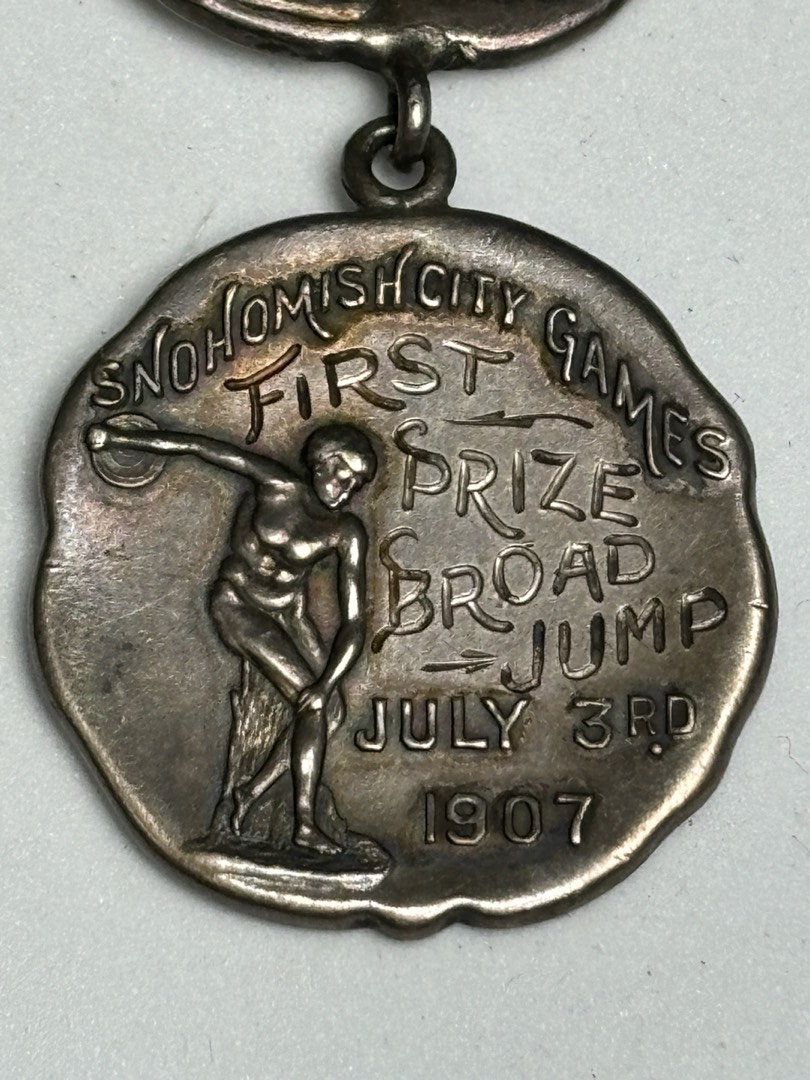 SNOHOMISH CITY GAMES
FIRST
PRIZE
BROAD
JUMP
JULY 3RD
1907